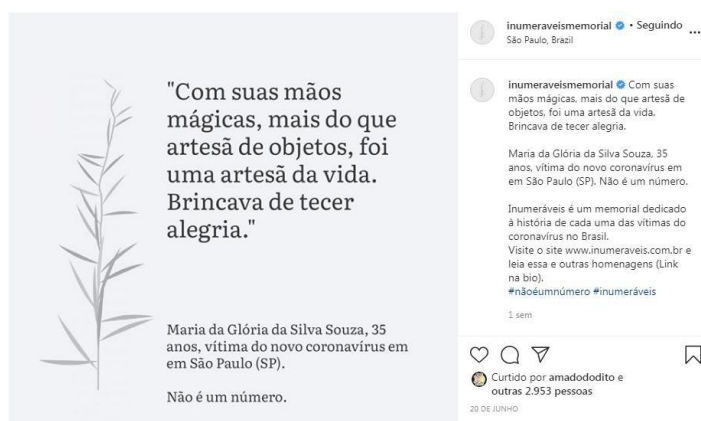 "Com suas mãos
mágicas, mais do que
artesã de objetos, foi
uma artesã da vida.
Brincava de tecer
alegria."
Maria da Glória da Silva Souza, 35
anos, vítima do novo coronavírus em
em São Paulo (SP).
Não é um número.
inumeraveismemorial • Seguindo
São Paulo, Brazil
inumeraveismemorial Com suas
mãos mágicas, mais do que artesã de
objetos, foi uma artesã da vida.
Brincava de tecer alegria.
Maria da Glória da Silva Souza, 35
anos, vítima do novo coronavírus em
em São Paulo (SP). Não é um número.
Inumeráveis é um memorial dedicado
à história de cada uma das vítimas do
coronavírus no Brasil.
Visite o site www.inumeraveis.com.br e
leia essa e outras homenagens (Link
na bio).
#nãoéumnúmero #inumeráveis
1 sem
Curtido por amadododito e
outras 2.953 pessoas
20 DE JUNHO